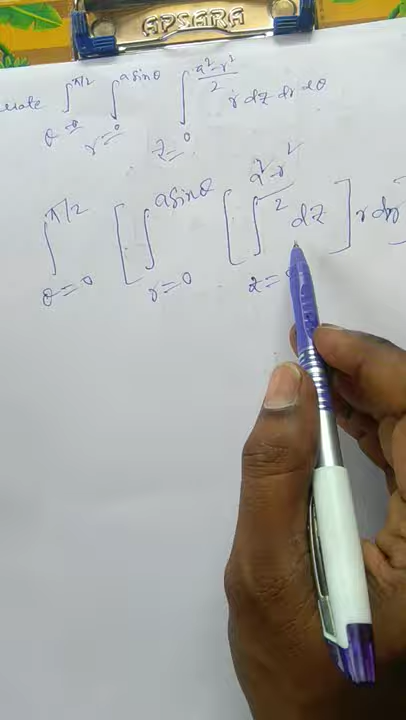 APSARA
∫θ=0^π/2 ∫r=0^a sinθ ∫z=0^(a²-r²)/2 r dz dr dθ
∫θ=0^π/2 [ ∫r=0^a sinθ [ ∫z=0^(a²-r²)/2 dz ] r dr ]